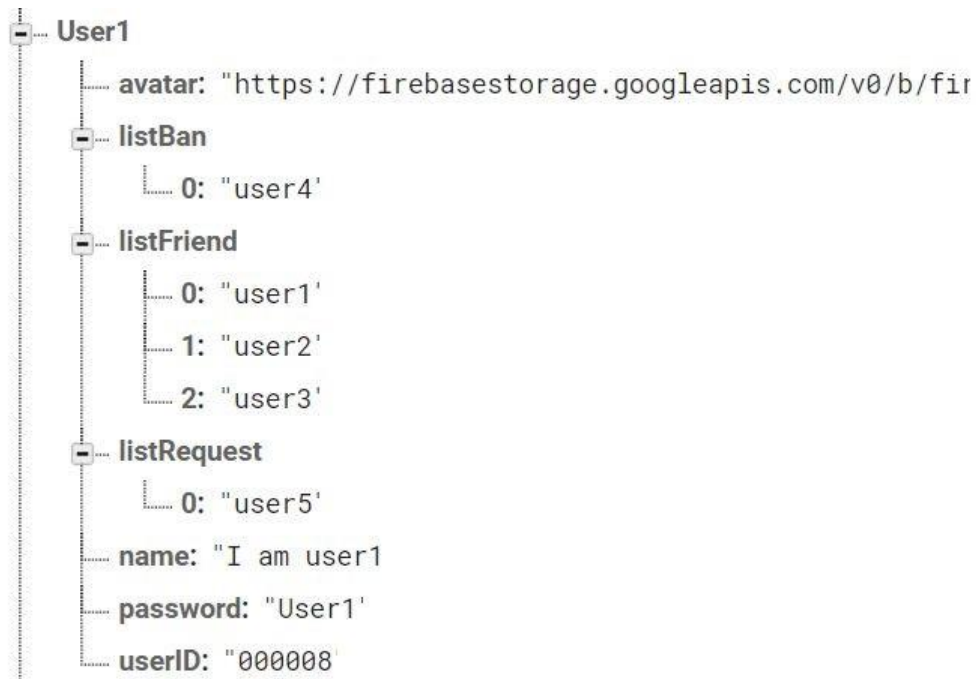 User1
avatar: "https://firebasestorage.googleapis.com/v0/b/fir
listBan
0: "user4'
listFriend
0: "user1'
1: "user2'
2: "user3'
listRequest
0: "user5'
name: "I am user1
password: "User1'
userID: "000008'